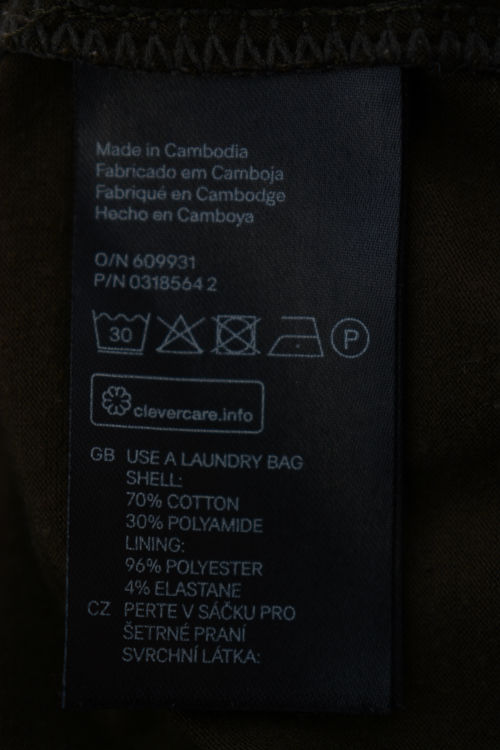 Made in Cambodia
Fabricado em Camboja
Fabriqué en Cambodge
Hecho en Camboya
O/N 609931
P/N 0318564 2
30 P
clevercare.info
GB USE A LAUNDRY BAG
SHELL:
70% COTTON
30% POLYAMIDE
LINING:
96% POLYESTER
4% ELASTANE
CZ PERTE V SÁČKU PRO
ŠETRNÉ PRANÍ
SVRCHNÍ LÁTKA: